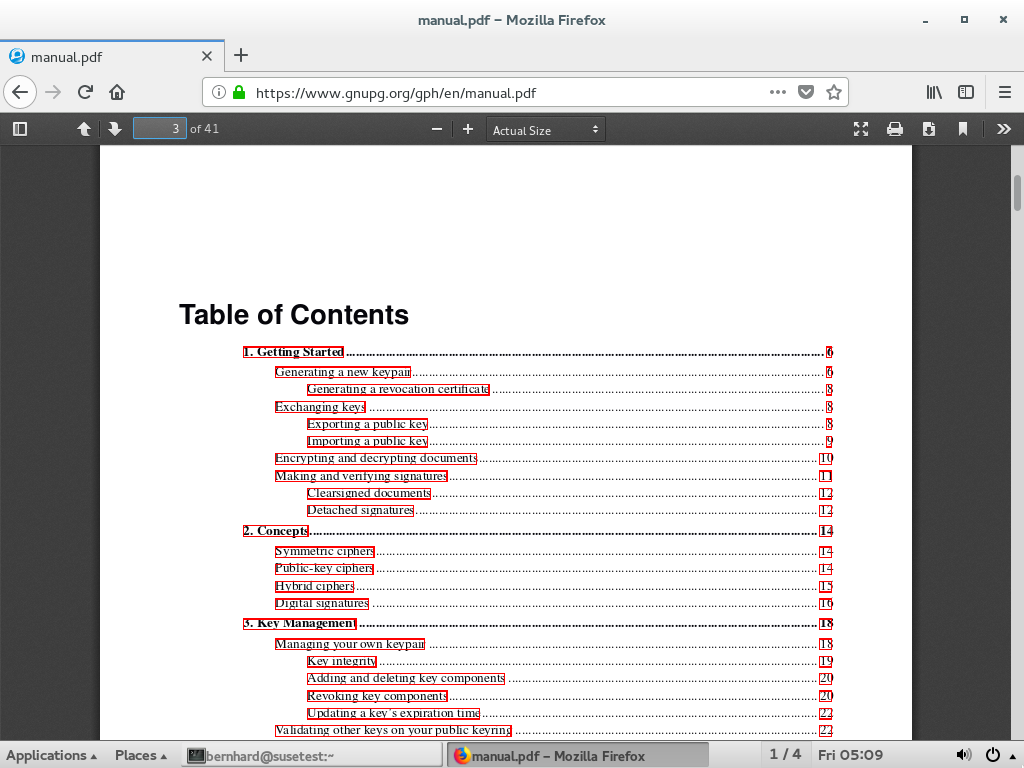 manual.pdf – Mozilla Firefox
manual.pdf
https://www.gnupg.org/gph/en/manual.pdf
3 of 41
Actual Size
Table of Contents
1. Getting Started 6
Generating a new keypair 6
Generating a revocation certificate 8
Exchanging keys 8
Exporting a public key 8
Importing a public key 9
Encrypting and decrypting documents 10
Making and verifying signatures 11
Clearsigned documents 12
Detached signatures 12
2. Concepts 14
Symmetric ciphers 14
Public-key ciphers 14
Hybrid ciphers 15
Digital signatures 16
3. Key Management 18
Managing your own keypair 18
Key integrity 19
Adding and deleting key components 20
Revoking key components 20
Updating a key's expiration time 22
Validating other keys on your public keyring 22
Applications Places bernhard@susetest:~ manual.pdf – Mozilla Firefox 1 / 4 Fri 05:09